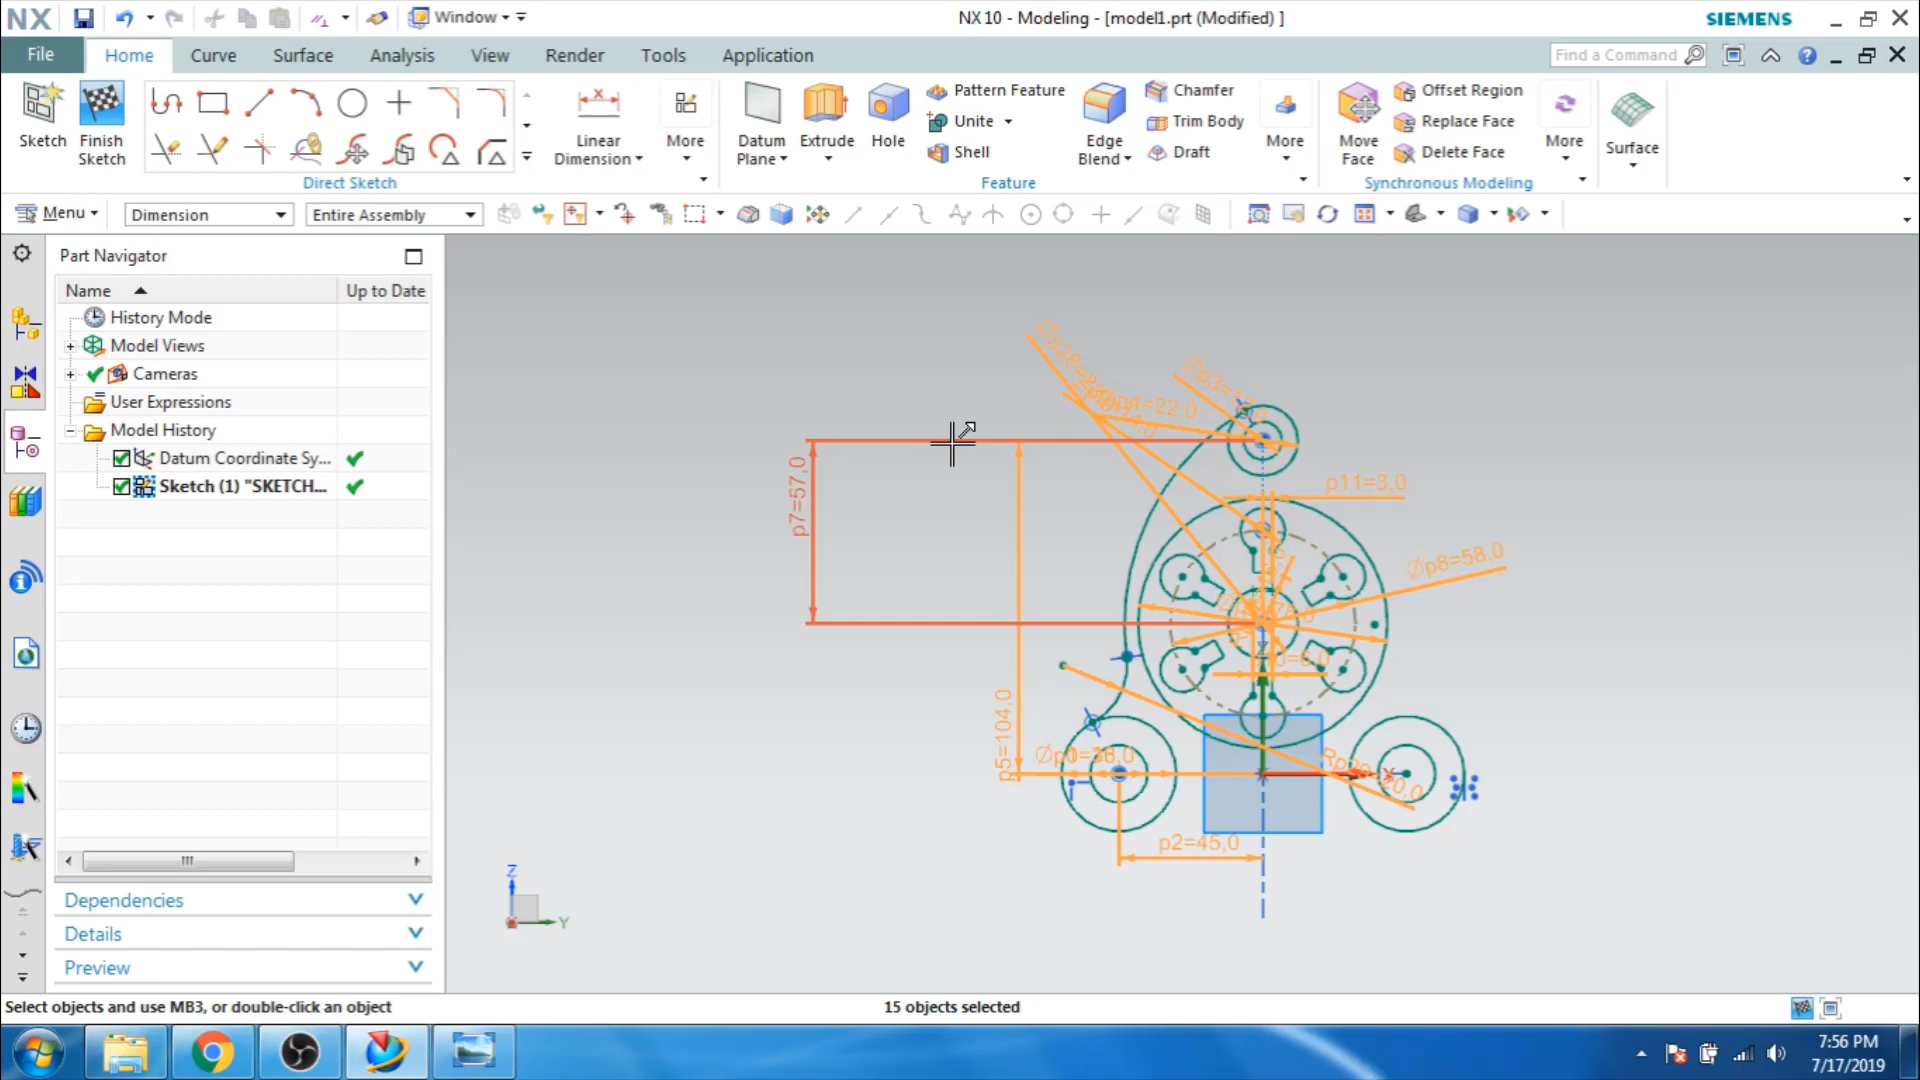 NX
Window
NX 10 - Modeling - [model1.prt (Modified) ]
SIEMENS
File
Home
Curve
Surface
Analysis
View
Render
Tools
Application
Find a Command
Sketch
Finish Sketch
Direct Sketch
Linear Dimension
More
Datum Plane
Extrude
Hole
Pattern Feature
Unite
Shell
Edge Blend
Chamfer
Trim Body
Draft
More
Feature
Move Face
Offset Region
Replace Face
Delete Face
More
Synchronous Modeling
Surface
Menu
Dimension
Entire Assembly
Part Navigator
Name
Up to Date
History Mode
Model Views
Cameras
User Expressions
Model History
Datum Coordinate Sy...
Sketch (1) "SKETCH...
Dependencies
Details
Preview
p7=57,0
p5=104,0
p11=3,0
Øp8=58,0
p2=45,0
Z
Y
Select objects and use MB3, or double-click an object
15 objects selected
7:56 PM
7/17/2019